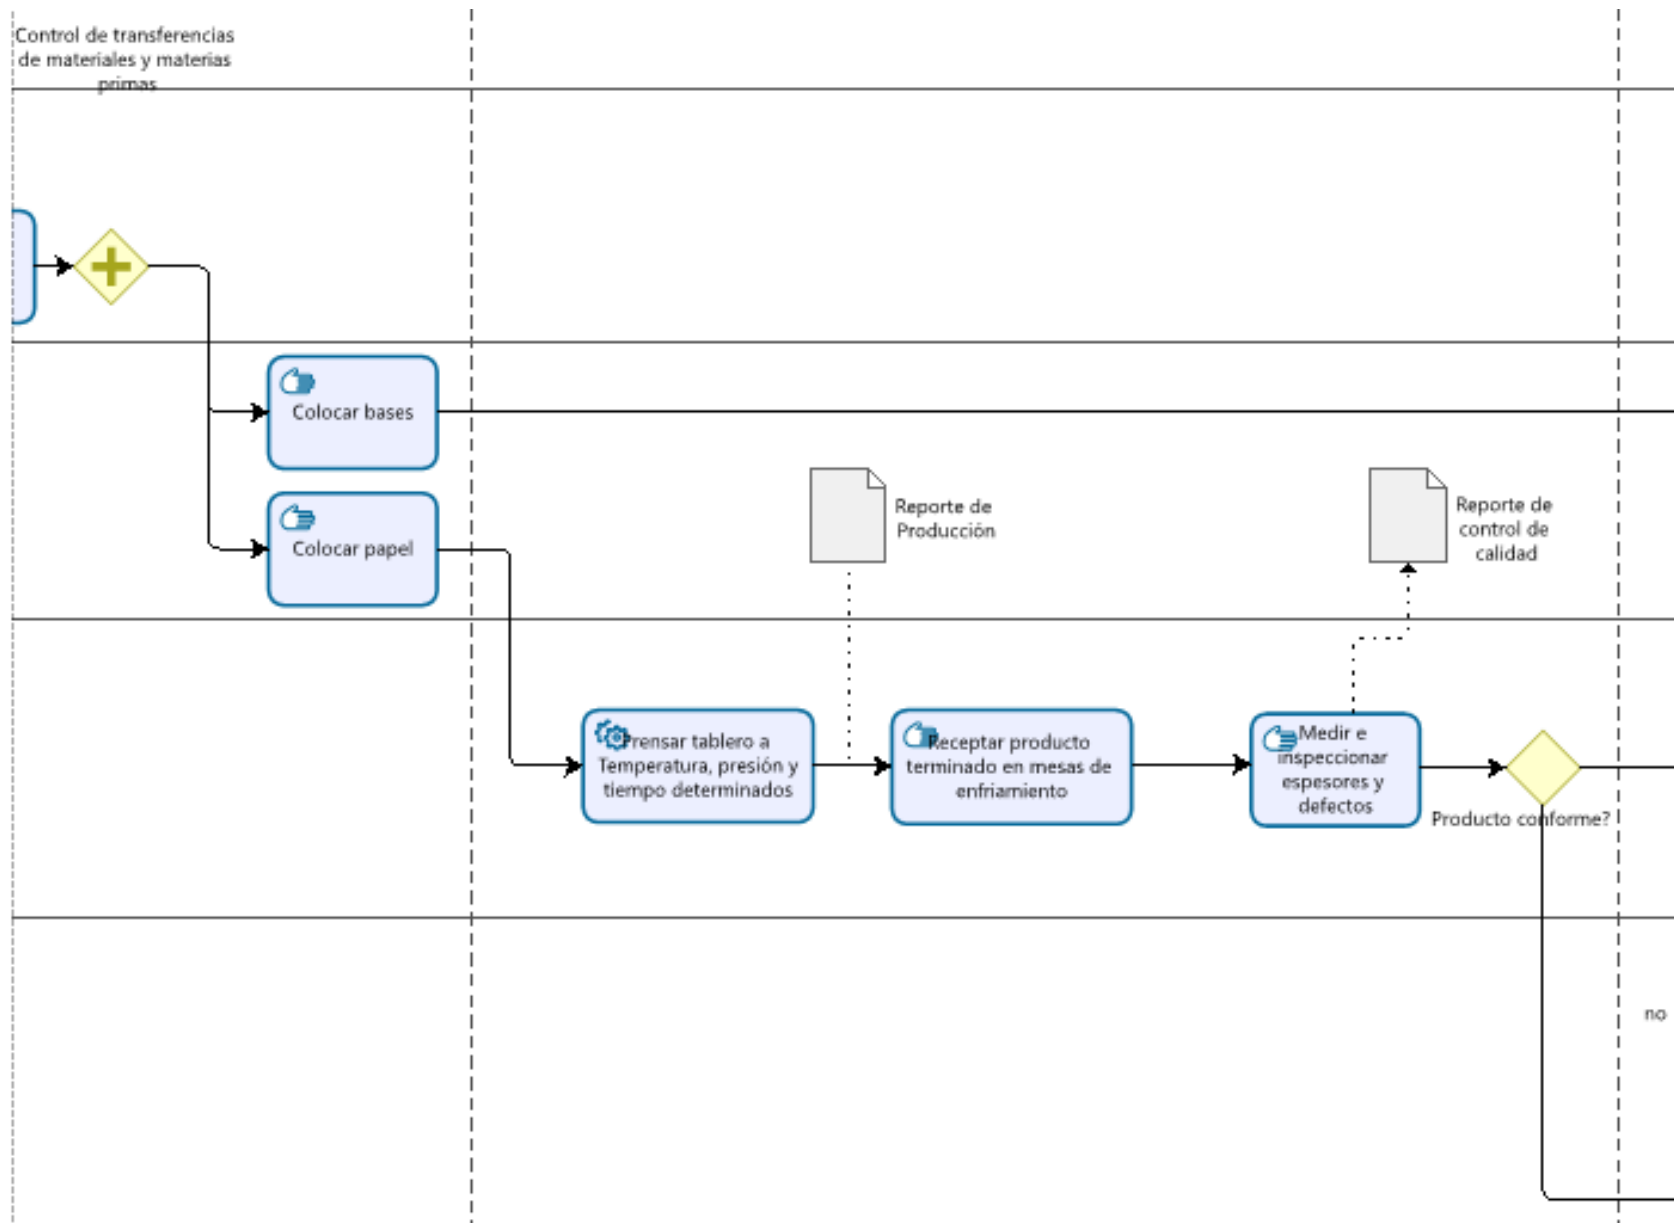 Control de transferencias
de materiales y materias
primas
Colocar bases
Colocar papel
Reporte de
Producción
Reporte de
control de
calidad
Prensar tablero a
Temperatura, presión y
tiempo determinados
Receptar producto
terminado en mesas de
enfriamiento
Medir e
inspeccionar
espesores y
defectos
Producto conforme?
no